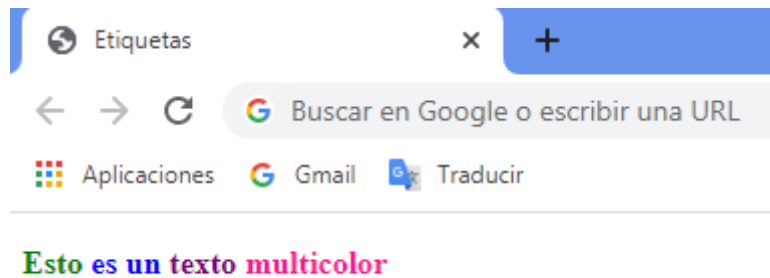 Etiquetas
Buscar en Google o escribir una URL
Aplicaciones Gmail Traducir
Esto es un texto multicolor